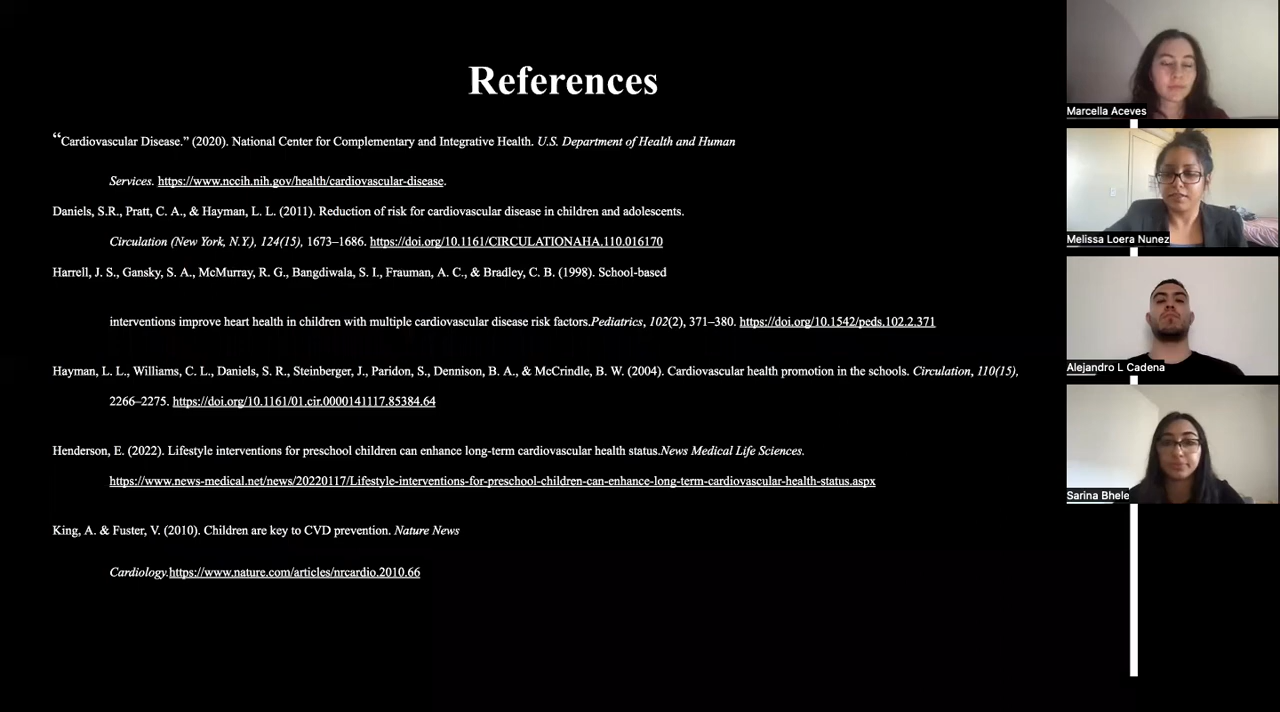 References
“Cardiovascular Disease.” (2020). National Center for Complementary and Integrative Health. U.S. Department of Health and Human
Services. https://www.nccih.nih.gov/health/cardiovascular-disease.
Daniels, S.R., Pratt, C. A., & Hayman, L. L. (2011). Reduction of risk for cardiovascular disease in children and adolescents.
Circulation (New York, N.Y.), 124(15), 1673–1686. https://doi.org/10.1161/CIRCULATIONAHA.110.016170
Harrell, J. S., Gansky, S. A., McMurray, R. G., Bangdiwala, S. I., Frauman, A. C., & Bradley, C. B. (1998). School-based
interventions improve heart health in children with multiple cardiovascular disease risk factors.Pediatrics, 102(2), 371–380. https://doi.org/10.1542/peds.102.2.371
Hayman, L. L., Williams, C. L., Daniels, S. R., Steinberger, J., Paridon, S., Dennison, B. A., & McCrindle, B. W. (2004). Cardiovascular health promotion in the schools. Circulation, 110(15),
2266–2275. https://doi.org/10.1161/01.cir.0000141117.85384.64
Henderson, E. (2022). Lifestyle interventions for preschool children can enhance long-term cardiovascular health status.News Medical Life Sciences.
https://www.news-medical.net/news/20220117/Lifestyle-interventions-for-preschool-children-can-enhance-long-term-cardiovascular-health-status.aspx
King, A. & Fuster, V. (2010). Children are key to CVD prevention. Nature News
Cardiology.https://www.nature.com/articles/nrcardio.2010.66
Marcella Aceves
Melissa Loera Nunez
Alejandro L Cadena
Sarina Bhele